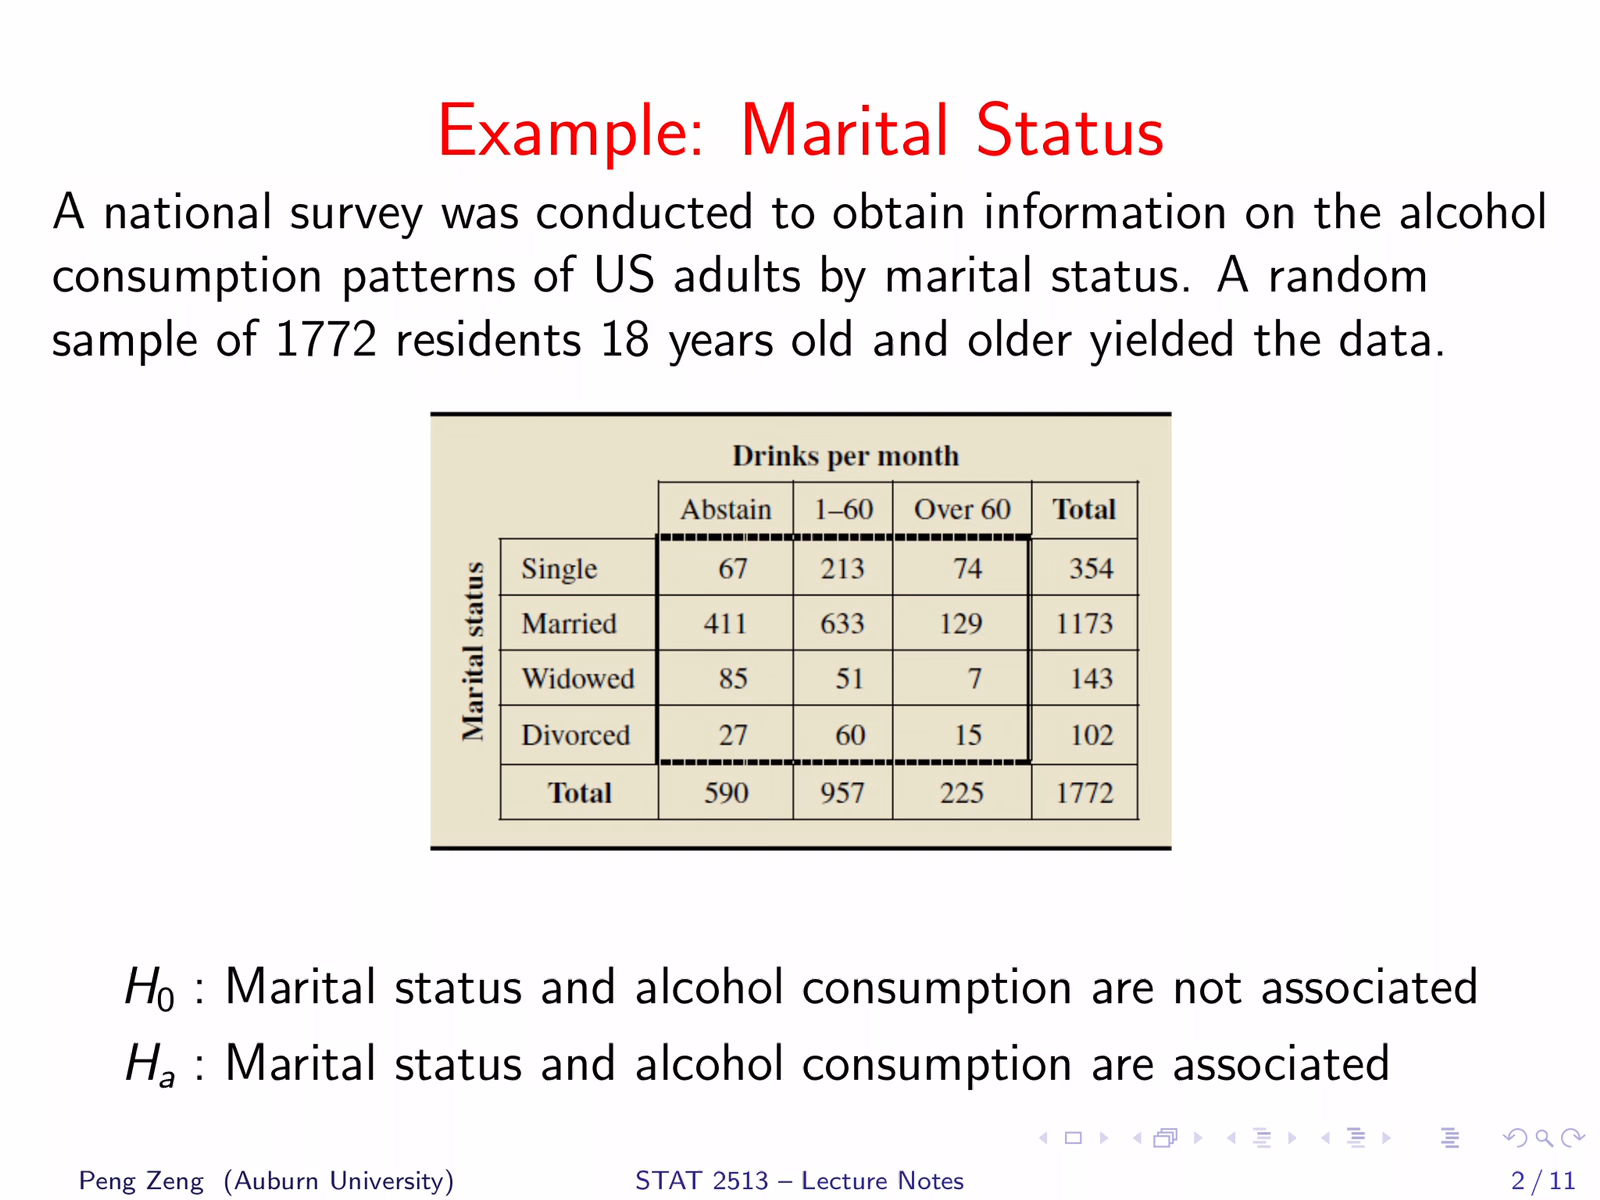 Example: Marital Status
A national survey was conducted to obtain information on the alcohol
consumption patterns of US adults by marital status. A random
sample of 1772 residents 18 years old and older yielded the data.
Drinks per month
Abstain 1–60 Over 60 Total
Marital status
Single 67 213 74 354
Married 411 633 129 1173
Widowed 85 51 7 143
Divorced 27 60 15 102
Total 590 957 225 1772
H0 : Marital status and alcohol consumption are not associated
Ha : Marital status and alcohol consumption are associated
Peng Zeng (Auburn University) STAT 2513 – Lecture Notes 2 / 11